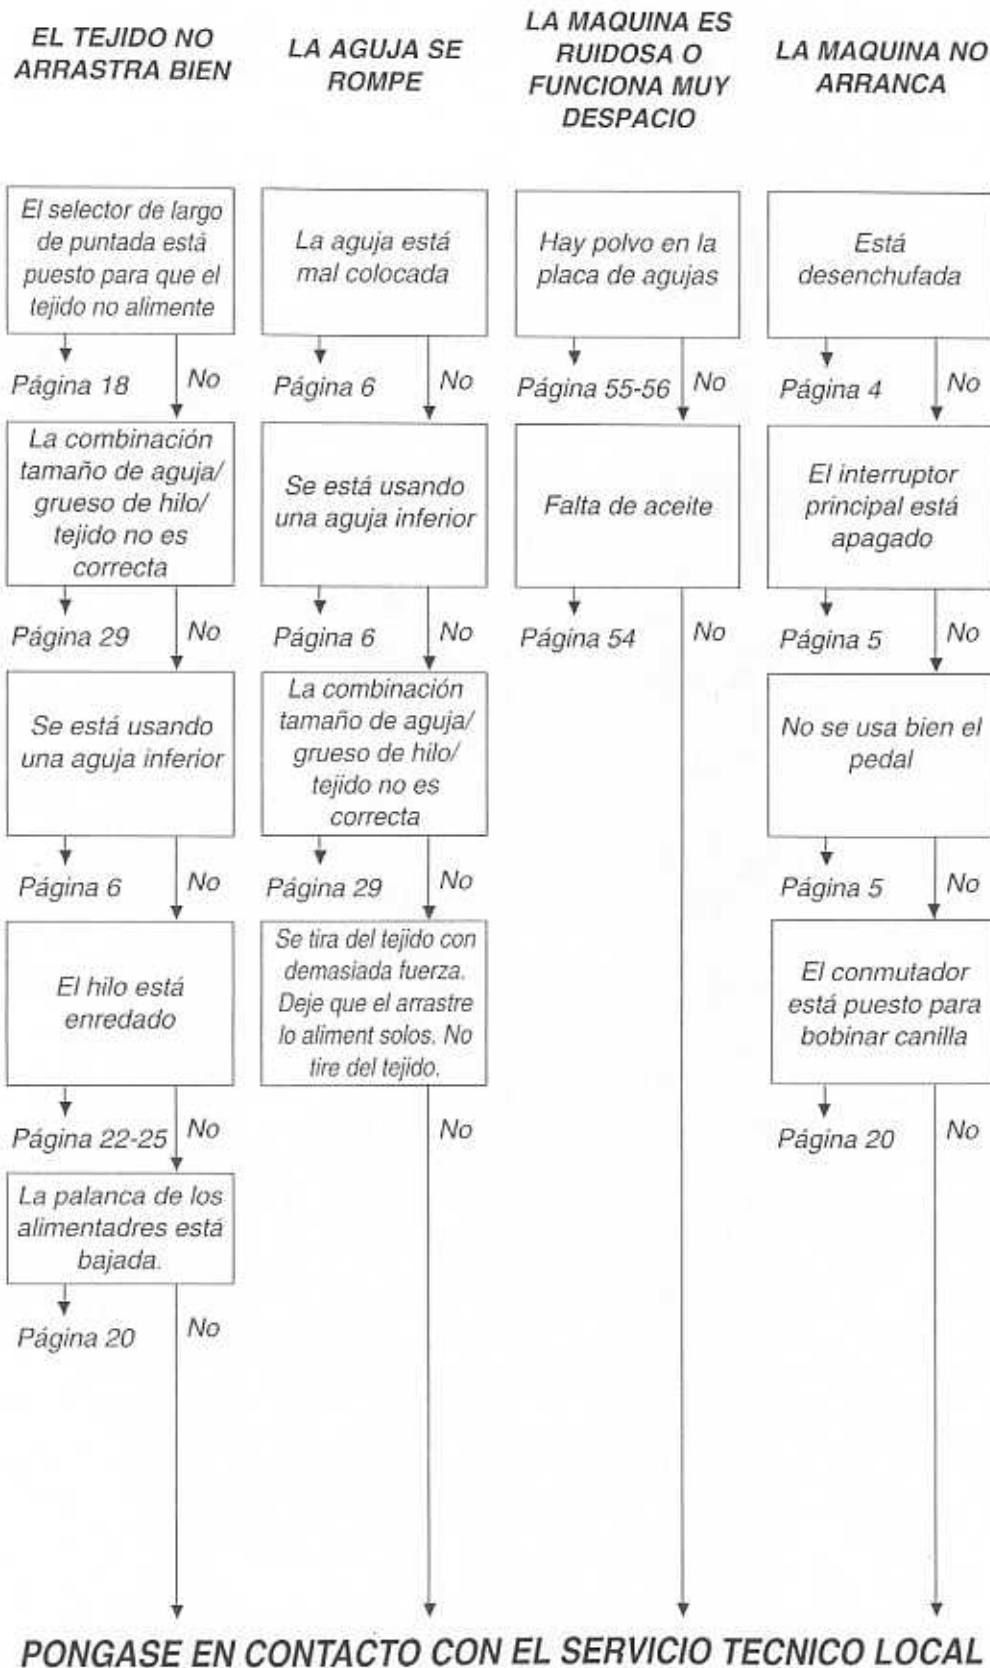 EL TEJIDO NO
ARRASTRA BIEN
El selector de largo
de puntada está
puesto para que el
tejido no alimente
Página 18
No
La combinación
tamaño de aguja/
grueso de hilo/
tejido no es
correcta
Página 29
No
Se está usando
una aguja inferior
Página 6
No
El hilo está
enredado
Página 22-25
No
La palanca de los
alimentadres está
bajada.
Página 20
No
LA AGUJA SE
ROMPE
La aguja está
mal colocada
Página 6
No
Se está usando
una aguja inferior
Página 6
No
La combinación
tamaño de aguja/
grueso de hilo/
tejido no es
correcta
Página 29
No
Se tira del tejido con
demasiada fuerza.
Deje que el arrastre
lo aliment solos. No
tire del tejido.
No
LA MAQUINA ES
RUIDOSA O
FUNCIONA MUY
DESPACIO
Hay polvo en la
placa de agujas
Página 55-56
No
Falta de aceite
Página 54
No
LA MAQUINA NO
ARRANCA
Está
desenchufada
Página 4
No
El interruptor
principal está
apagado
Página 5
No
No se usa bien el
pedal
Página 5
No
El conmutador
está puesto para
bobinar canilla
Página 20
No
PONGASE EN CONTACTO CON EL SERVICIO TECNICO LOCAL